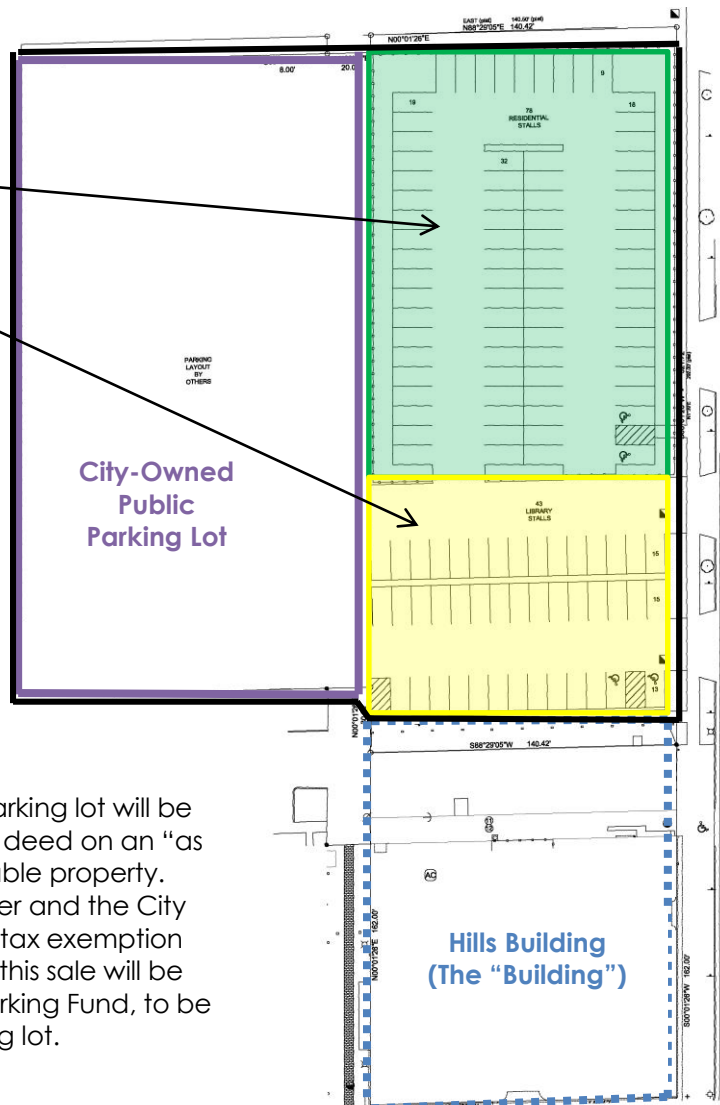 EAST (plat) 140.50' (plat)
N88°29'05"E 140.42'
N00°01'26"E
8.00'
20.0
9
19
78
RESIDENTIAL
STALLS
18
32
PARKING
LAYOUT
BY
OTHERS
City-Owned
Public
Parking Lot
43
LIBRARY
STALLS
15
15
13
S88°29'05"W 140.42'
arking lot will be
deed on an “as
able property.
er and the City
tax exemption
this sale will be
arking Fund, to be
g lot.
AC
N00°01'26"E 162.00'
Hills Building
(The “Building”)
S00°01'26"W 162.00'